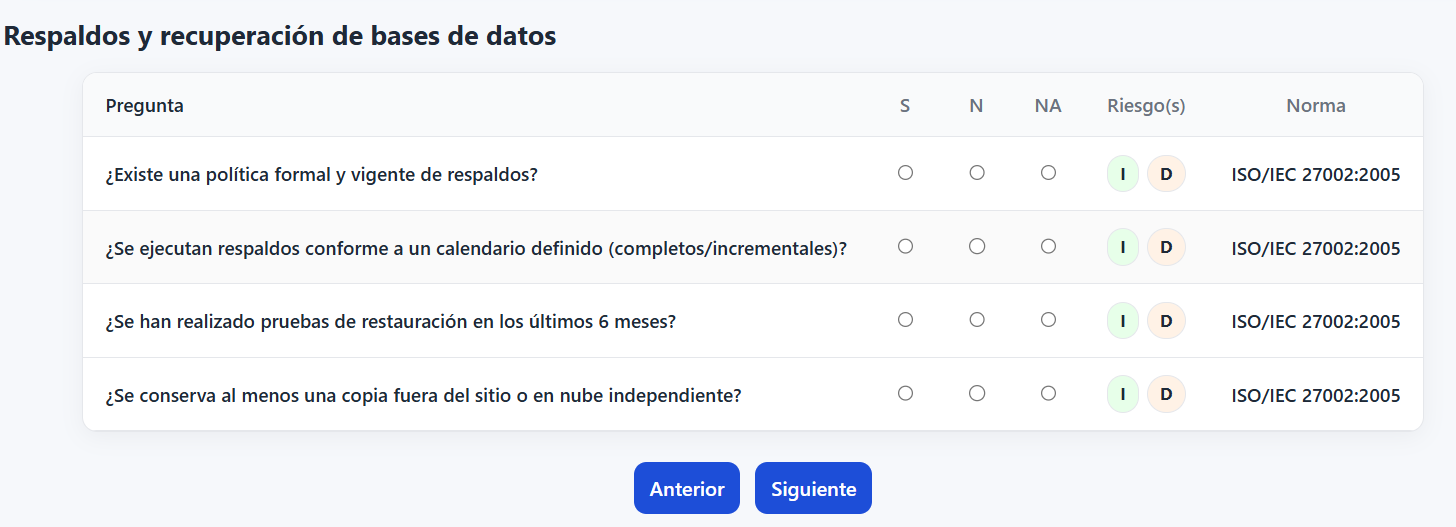 Respaldos y recuperación de bases de datos
Pregunta S N NA Riesgo(s) Norma
¿Existe una política formal y vigente de respaldos? I D ISO/IEC 27002:2005
¿Se ejecutan respaldos conforme a un calendario definido (completos/incrementales)? I D ISO/IEC 27002:2005
¿Se han realizado pruebas de restauración en los últimos 6 meses? I D ISO/IEC 27002:2005
¿Se conserva al menos una copia fuera del sitio o en nube independiente? I D ISO/IEC 27002:2005
Anterior Siguiente